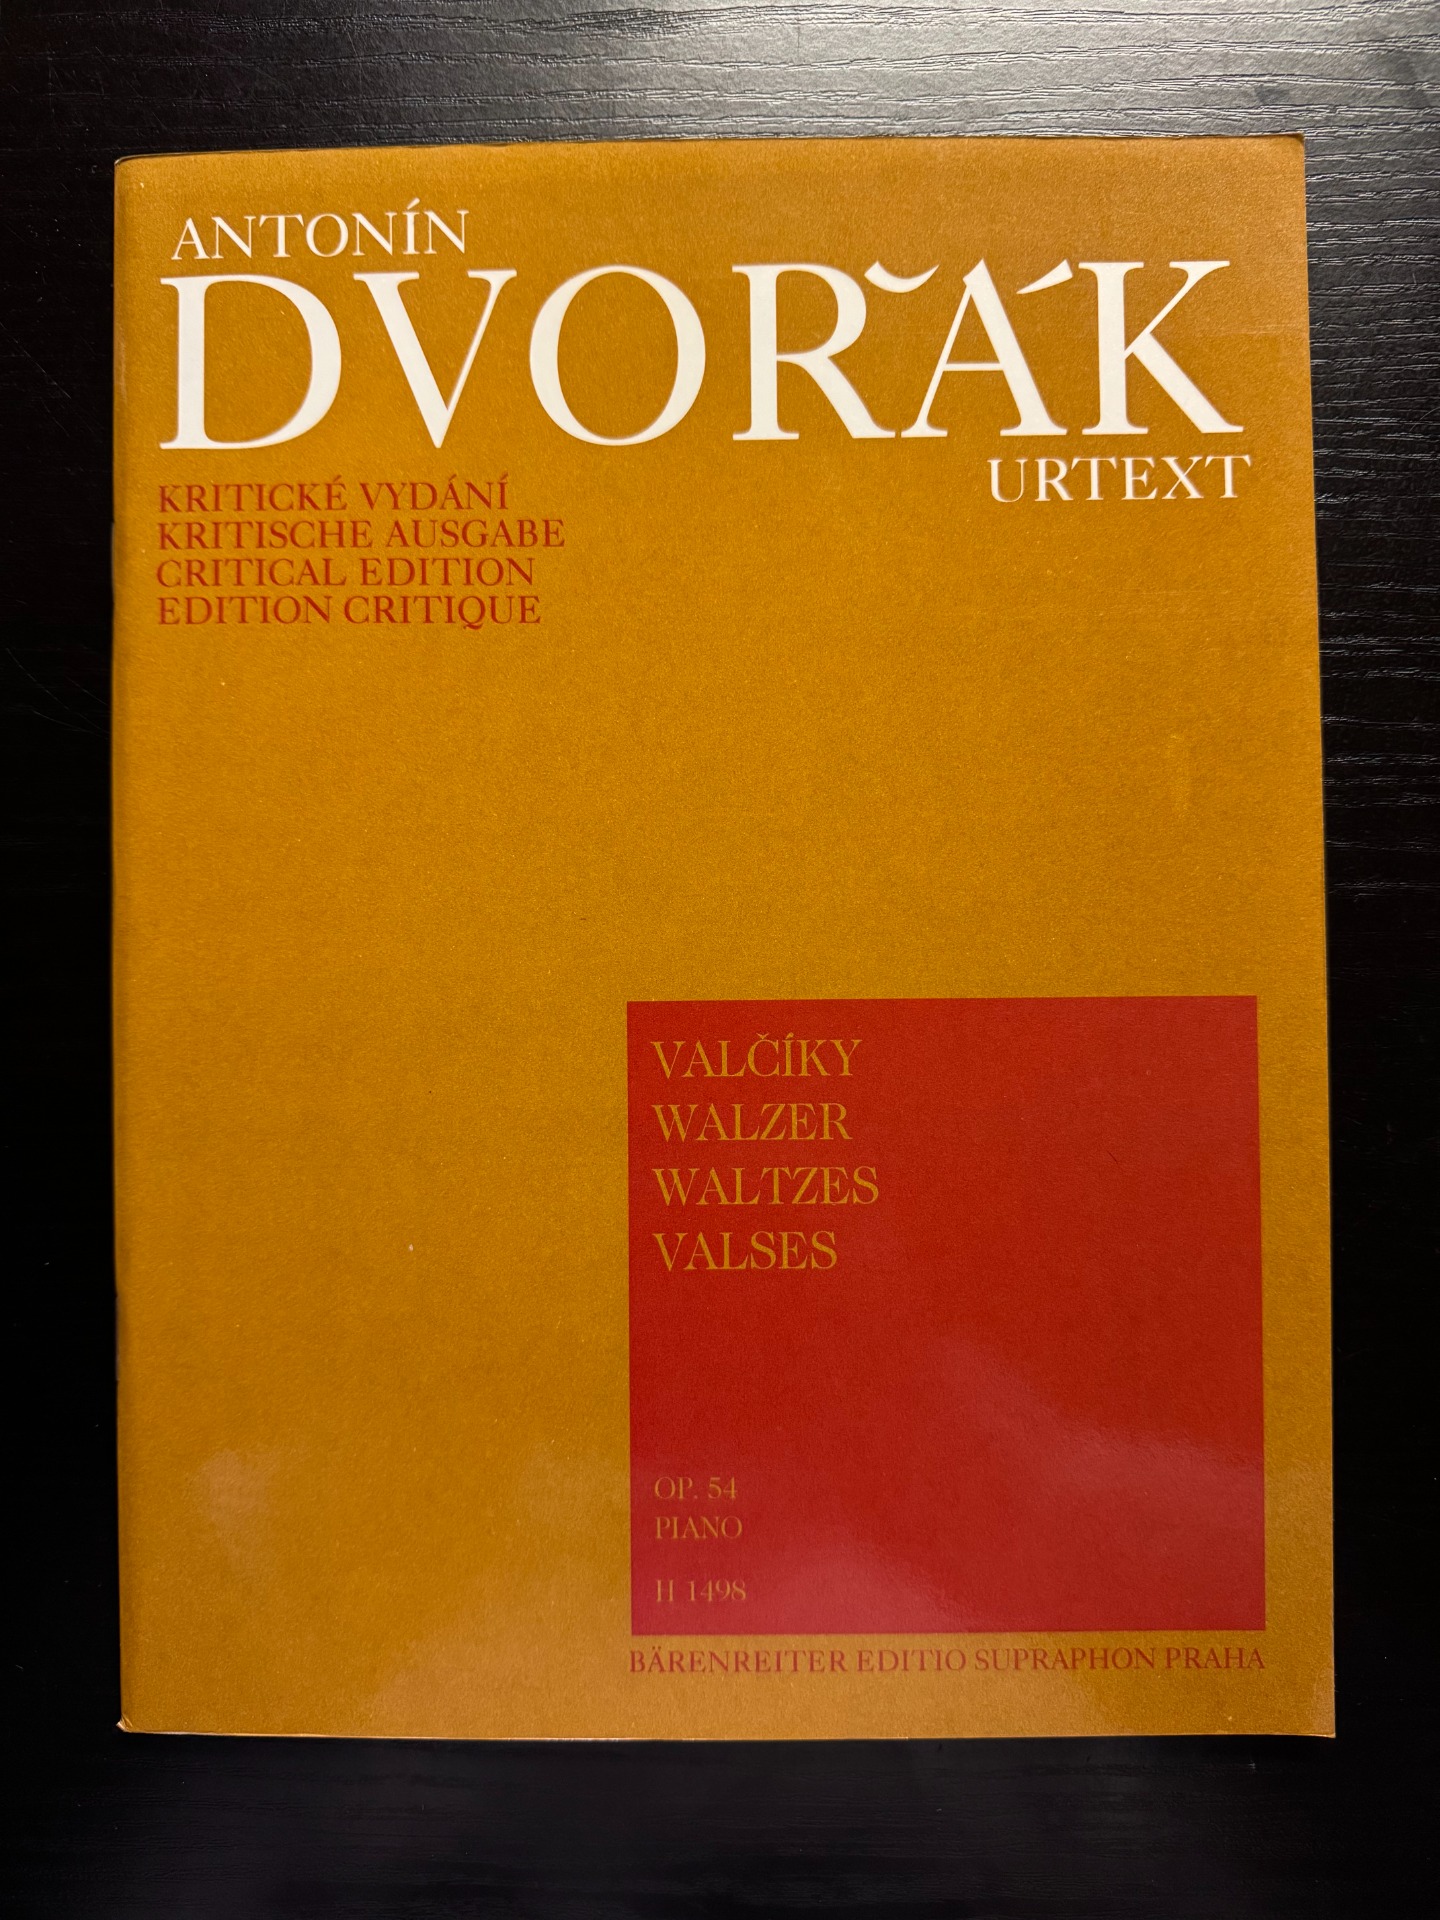 ANTONÍN
DVOŘÁK
URTEXT
KRITICKÉ VYDÁNÍ
KRITISCHE AUSGABE
CRITICAL EDITION
EDITION CRITIQUE
VALČÍKY
WALZER
WALTZES
VALSES
OP. 54
PIANO
H 1498
BÄRENREITER EDITIO SUPRAPHON PRAHA